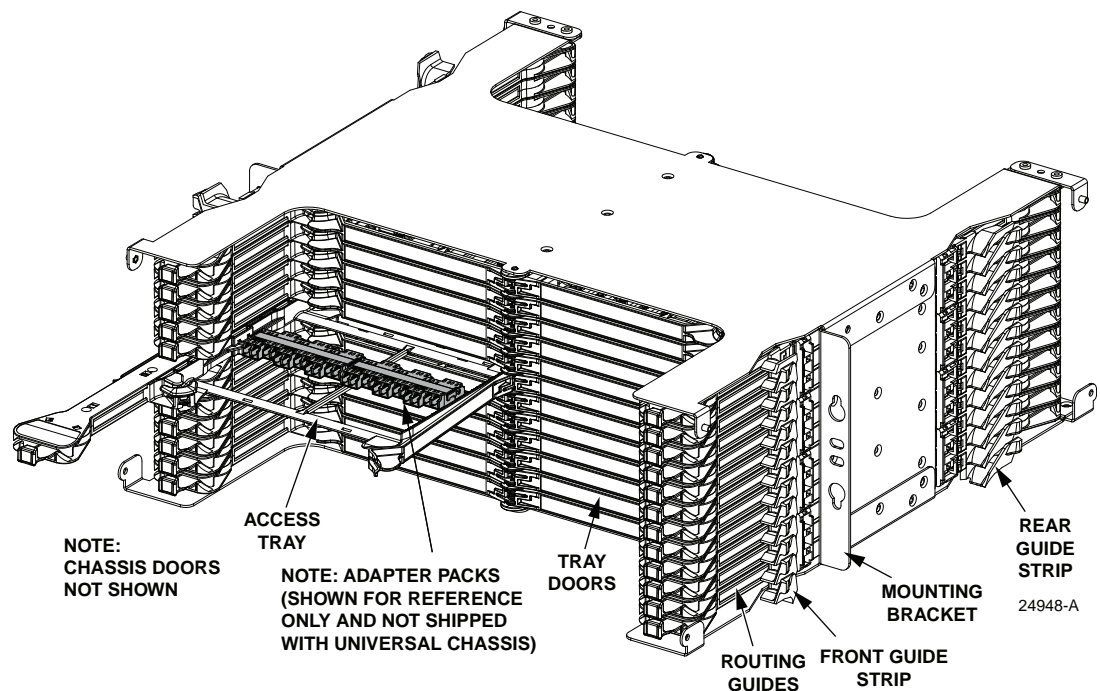 NOTE:
CHASSIS DOORS
NOT SHOWN
ACCESS
TRAY
NOTE: ADAPTER PACKS
(SHOWN FOR REFERENCE
ONLY AND NOT SHIPPED
WITH UNIVERSAL CHASSIS)
TRAY
DOORS
ROUTING
GUIDES
FRONT GUIDE
STRIP
MOUNTING
BRACKET
REAR
GUIDE
STRIP
24948-A